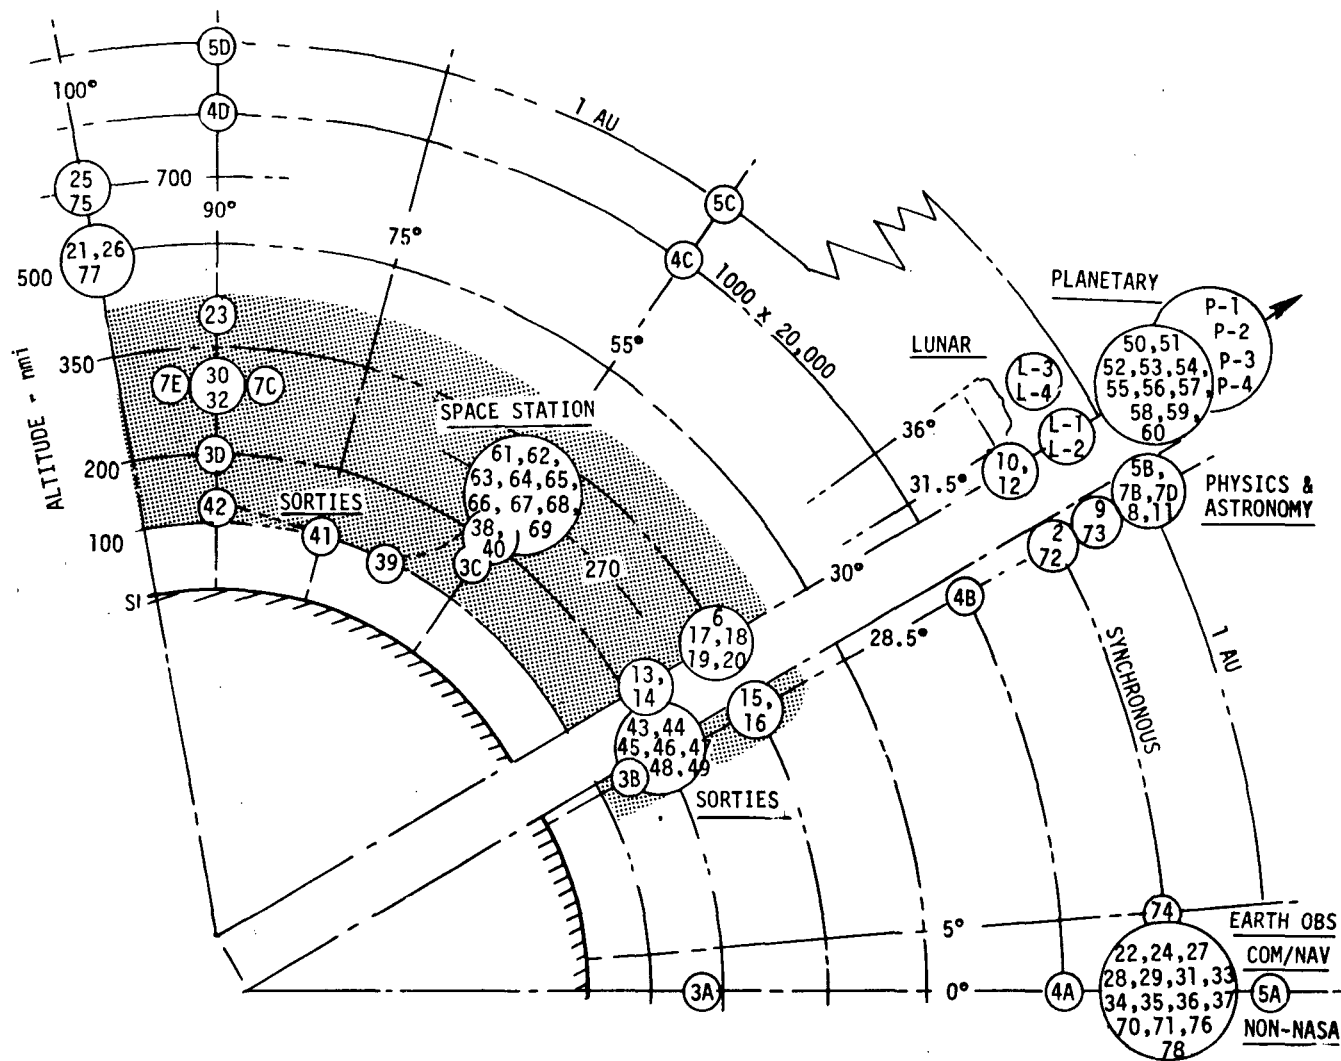 5D
100°
1 AU
4D
25
75
700
90°
5C
75°
21,26
77
500
4C
1000 x 20,000
PLANETARY
P-1
P-2
P-3
P-4
23
50,51
52,53,54,
55,56,57,
58,59,
60
55°
LUNAR
L-3
L-4
350
ALTITUDE - nmi
7E
30
32
7C
SPACE STATION
36°
L-1
L-2
61,62,
63,64,65,
66,67,68,
69
200
3D
10,
12
31.5°
5B,
7B,7D
8,11
PHYSICS &
ASTRONOMY
42
SORTIES
38,
40
9
73
2
72
100
41
39
3C
270
30°
4B
SI
6
17,18
19,20
28.5°
SYNCHRONOUS
1 AU
13,
14
15,
16
43,44
45,46,47
48,49
3B
SORTIES
74
5°
EARTH OBS
COM/NAV
22,24,27
28,29,31,33
34,35,36,37
70,71,76
78
3A
0°
4A
5A
NON-NASA